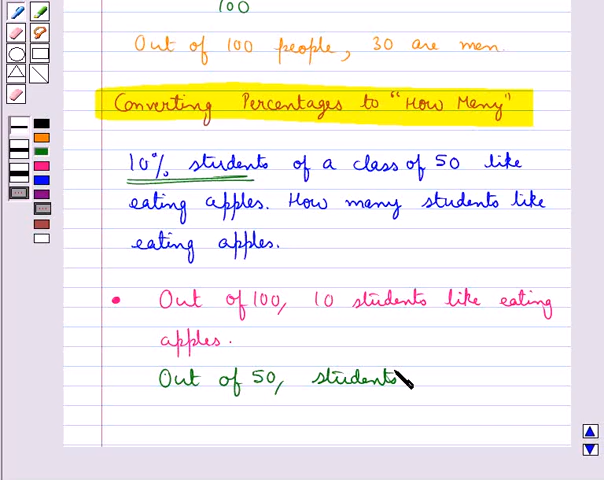 100
Out of 100 people, 30 are men.
Converting Percentages to "How Many"
10% students of a class of 50 like
eating apples. How many students like
eating apples.
• Out of 100, 10 students like eating
apples.
Out of 50, students